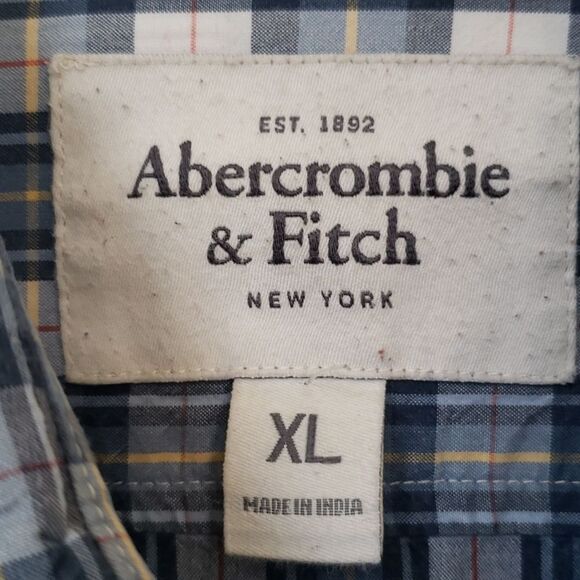 EST. 1892
Abercrombie
& Fitch
NEW YORK
XL
MADE IN INDIA